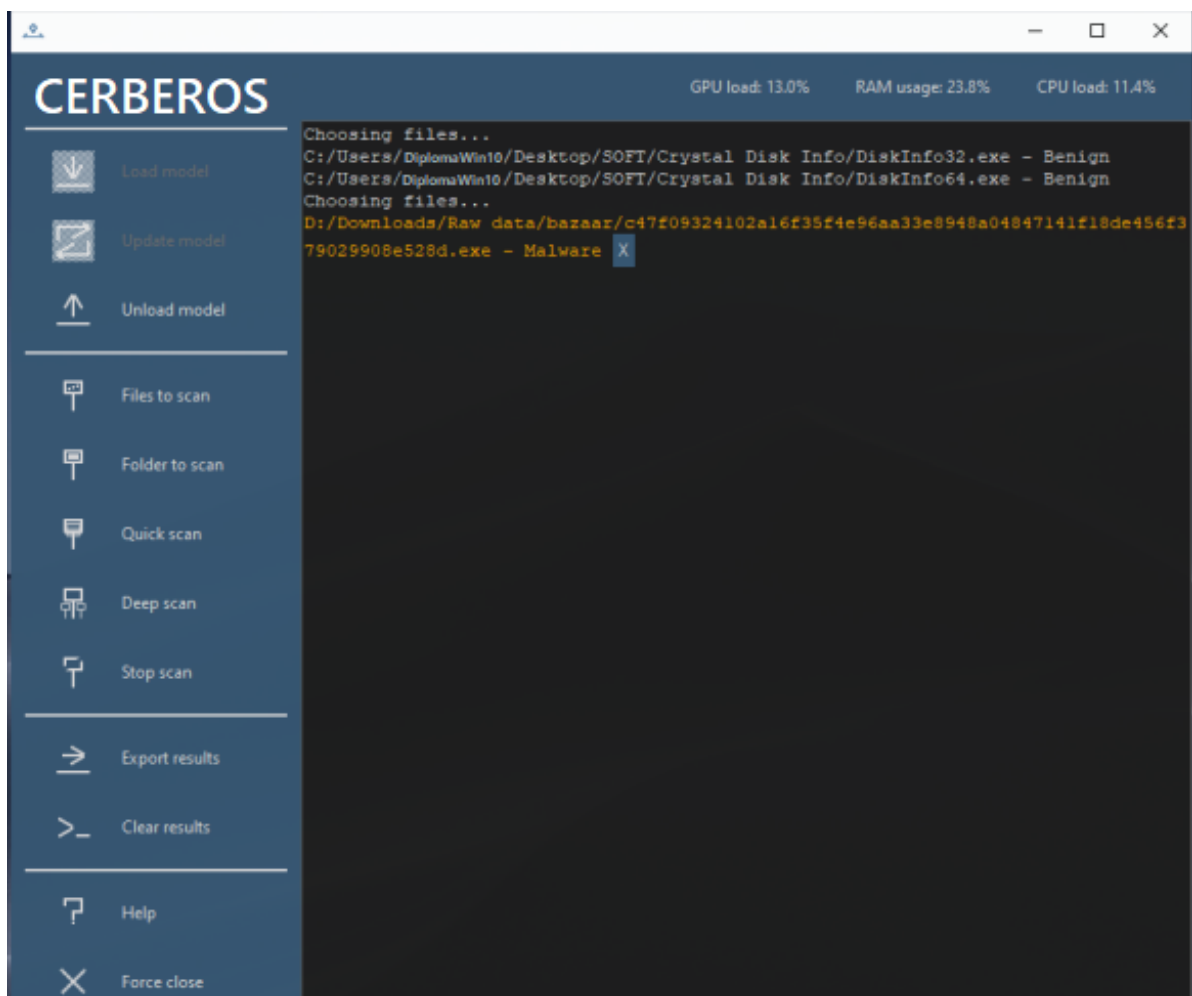 CERBEROS
GPU load: 13.0% RAM usage: 23.8% CPU load: 11.4%
Load model
Update model
Unload model
Files to scan
Folder to scan
Quick scan
Deep scan
Stop scan
Export results
Clear results
Help
Force close
Choosing files...
C:/Users/DiplomaWin10/Desktop/SOFT/Crystal Disk Info/DiskInfo32.exe - Benign
C:/Users/DiplomaWin10/Desktop/SOFT/Crystal Disk Info/DiskInfo64.exe - Benign
Choosing files...
D:/Downloads/Raw data/bazaar/c47f09324102a16f35f4e96aa33e8948a04847141f18de456f3
79029908e528d.exe - Malware X